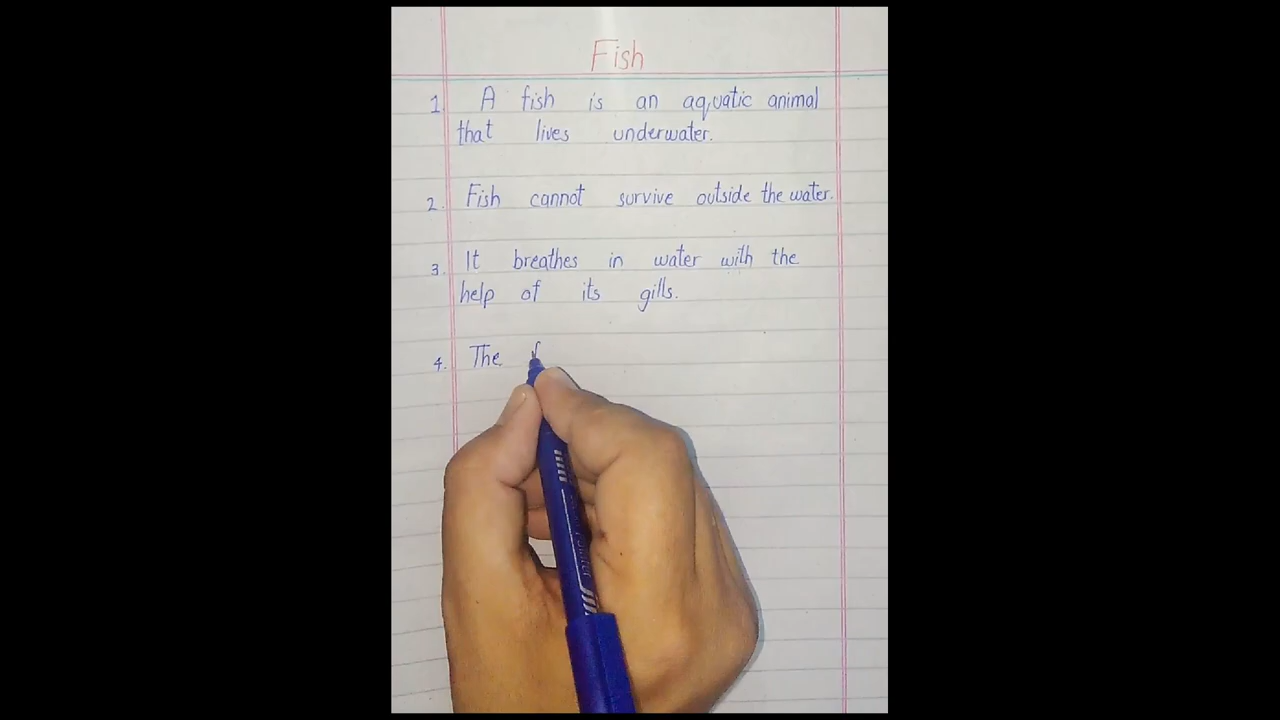 Fish
1. A fish is an aquatic animal
that lives underwater.
2. Fish cannot survive outside the water.
3. It breathes in water with the
help of its gills.
4. The